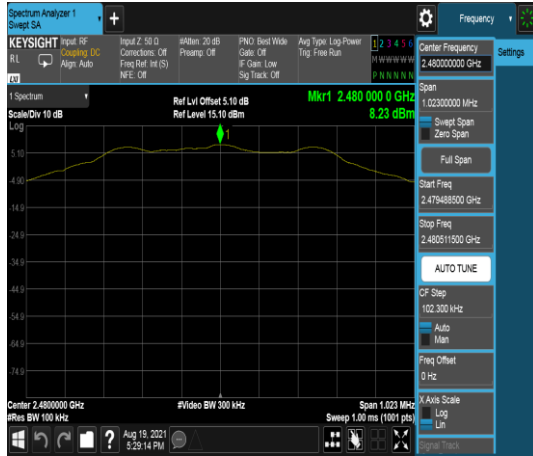 Spectrum Analyzer 1
Swept SA
+
Frequency
KEYSIGHT
RL
LXI
Input: RF
Coupling: DC
Align: Auto
Input Z: 50 Ω
Corrections: Off
Freq Ref: Int (S)
NFE: Off
#Atten: 20 dB
Preamp: Off
PNO: Best Wide
Gate: Off
IF Gain: Low
Sig Track: Off
Avg Type: Log-Power
Trig: Free Run
1 2 3 4 5 6
M W W W W W
P N N N N N
1 Spectrum
Scale/Div 10 dB
Ref Lvl Offset 5.10 dB
Ref Level 15.10 dBm
Mkr1 2.480 000 0 GHz
8.23 dBm
Log
1
5.10
-4.90
-14.9
-24.9
-34.9
-44.9
-54.9
-64.9
-74.9
Center 2.4800000 GHz
#Res BW 100 kHz
#Video BW 300 kHz
Span 1.023 MHz
Sweep 1.00 ms (1001 pts)
?
Aug 19, 2021
5:29:14 PM
Center Frequency
2.480000000 GHz
Settings
Span
1.02300000 MHz
Swept Span
Zero Span
Full Span
Start Freq
2.479488500 GHz
Stop Freq
2.480511500 GHz
AUTO TUNE
CF Step
102.300 kHz
Auto
Man
Freq Offset
0 Hz
X Axis Scale
Log
Lin
Signal Track